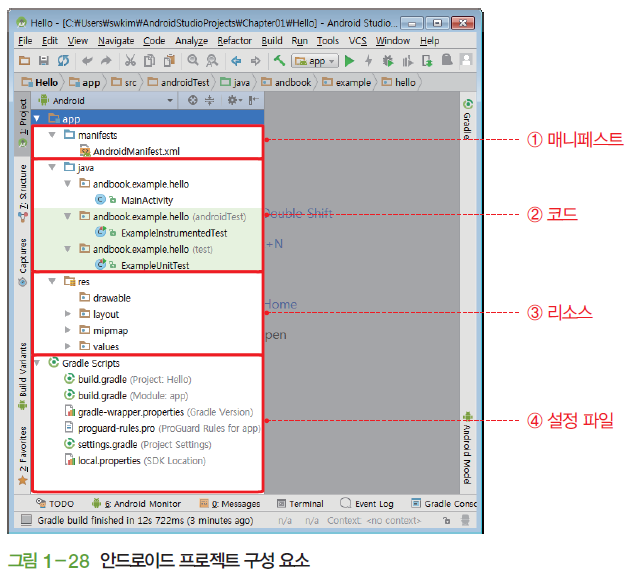 Hello - [C:₩Users₩swkim₩AndroidStudioProjects₩Chapter01₩Hello] - Android Studio...
File Edit View Navigate Code Analyze Refactor Build Run Tools VCS Window Help
app
Hello app src androidTest java andbook example hello
1: Project
Android
Gradle
app
manifests
AndroidManifest.xml
① 매니페스트
java
andbook.example.hello
MainActivity
7: Structure
andbook.example.hello (androidTest)
Double Shift
② 코드
ExampleInstrumentedTest
+N
andbook.example.hello (test)
ExampleUnitTest
Captures
res
drawable
Home
layout
③ 리소스
mipmap
open
values
Build Variants
Gradle Scripts
build.gradle (Project: Hello)
build.gradle (Module: app)
gradle-wrapper.properties (Gradle Version)
④ 설정 파일
proguard-rules.pro (ProGuard Rules for app)
settings.gradle (Project Settings)
local.properties (SDK Location)
2: Favorites
Android Model
TODO 6: Android Monitor 0: Messages Terminal Event Log Gradle Conso
Gradle build finished in 12s 722ms (3 minutes ago) n/a n/a Context: <no context>
그림 1-28 안드로이드 프로젝트 구성 요소